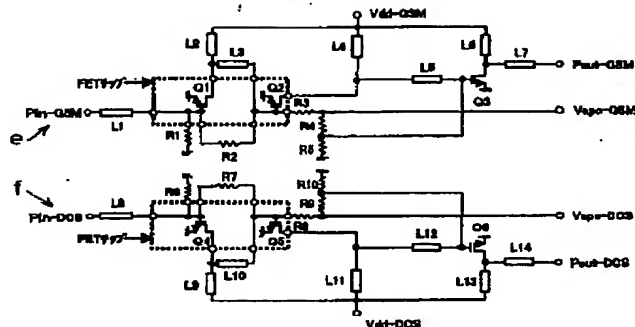 Vdd-GSM
L2
L3
L4
L6
L7
Pout-GSM
FETチップ
Q1
Q2
L5
Q3
Pin-GSM
L1
R3
Vapc-GSM
e
R1
R4
R2
R5
f
R6
R7
R10
R9
Pin-DCS
L8
R8
Vapc-DCS
FETチップ
Q4
Q5
L12
Q6
L14
Pout-DCS
L10
L9
L11
L13
Vdd-DCS